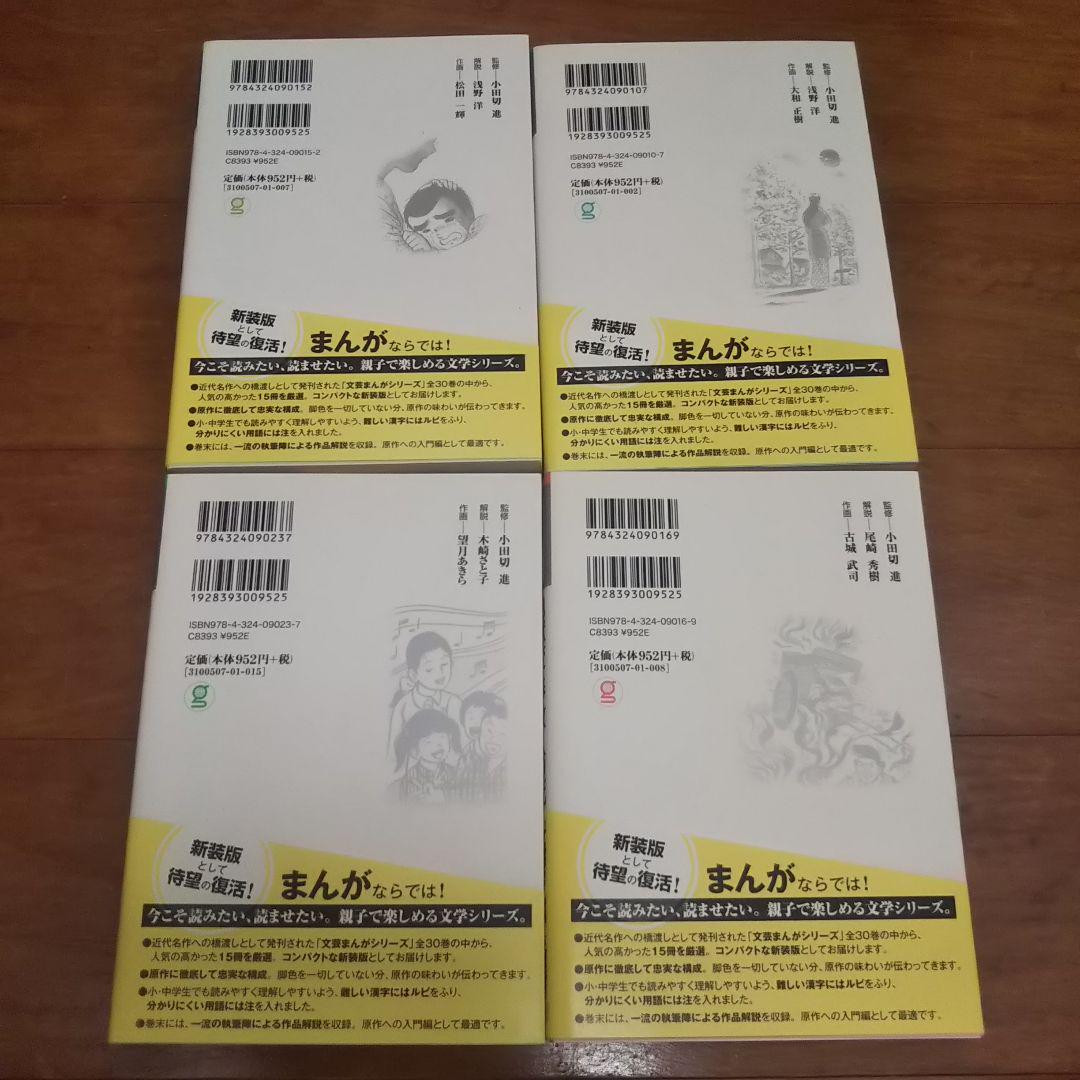 9784324090152
1928393009525
ISBN978-4-324-09015-2
C8393 ¥952E
定価(本体952円+税)
[3100507-01-007]
監修―小田切 進
解説―浅野 洋
作画―松田 一輝
新装版
として
待望の復活!
まんがならでは!
今こそ読みたい、読ませたい。親子で楽しめる文学シリーズ。
●近代名作への橋渡しとして発刊された「文芸まんがシリーズ」全30巻の中から、
人気の高かった15冊を厳選。コンパクトな新装版としてお届けします。
●原作に徹底して忠実な構成。脚色を一切していない分、原作の味わいが伝わってきます。
●小・中学生でも読みやすく理解しやすいよう、難しい漢字にはルビをふり、
分かりにくい用語には注を入れました。
●巻末には、一流の執筆陣による作品解説を収録。原作への入門編として最適です。
9784324090107
1928393009525
ISBN978-4-324-09010-7
C8393 ¥952E
定価(本体952円+税)
[3100507-01-002]
監修―小田切 進
解説―浅野 洋
作画―大和 正樹
新装版
として
待望の復活!
まんがならでは!
今こそ読みたい、読ませたい。親子で楽しめる文学シリーズ。
●近代名作への橋渡しとして発刊された「文芸まんがシリーズ」全30巻の中から、
人気の高かった15冊を厳選。コンパクトな新装版としてお届けします。
●原作に徹底して忠実な構成。脚色を一切していない分、原作の味わいが伝わってきます。
●小・中学生でも読みやすく理解しやすいよう、難しい漢字にはルビをふり、
分かりにくい用語には注を入れました。
●巻末には、一流の執筆陣による作品解説を収録。原作への入門編として最適です。
9784324090237
1928393009525
ISBN978-4-324-09023-7
C8393 ¥952E
定価(本体952円+税)
[3100507-01-015]
監修―小田切 進
解説―木崎さと子
作画―望月あきら
新装版
として
待望の復活!
まんがならでは!
今こそ読みたい、読ませたい。親子で楽しめる文学シリーズ。
●近代名作への橋渡しとして発刊された「文芸まんがシリーズ」全30巻の中から、
人気の高かった15冊を厳選。コンパクトな新装版としてお届けします。
●原作に徹底して忠実な構成。脚色を一切していない分、原作の味わいが伝わってきます。
●小・中学生でも読みやすく理解しやすいよう、難しい漢字にはルビをふり、
分かりにくい用語には注を入れました。
●巻末には、一流の執筆陣による作品解説を収録。原作への入門編として最適です。
9784324090169
1928393009525
ISBN978-4-324-09016-9
C8393 ¥952E
定価(本体952円+税)
[3100507-01-008]
監修―小田切 進
解説―尾崎 秀樹
作画―古城 武司
新装版
として
待望の復活!
まんがならでは!
今こそ読みたい、読ませたい。親子で楽しめる文学シリーズ。
●近代名作への橋渡しとして発刊された「文芸まんがシリーズ」全30巻の中から、
人気の高かった15冊を厳選。コンパクトな新装版としてお届けします。
●原作に徹底して忠実な構成。脚色を一切していない分、原作の味わいが伝わってきます。
●小・中学生でも読みやすく理解しやすいよう、難しい漢字にはルビをふり、
分かりにくい用語には注を入れました。
●巻末には、一流の執筆陣による作品解説を収録。原作への入門編として最適です。